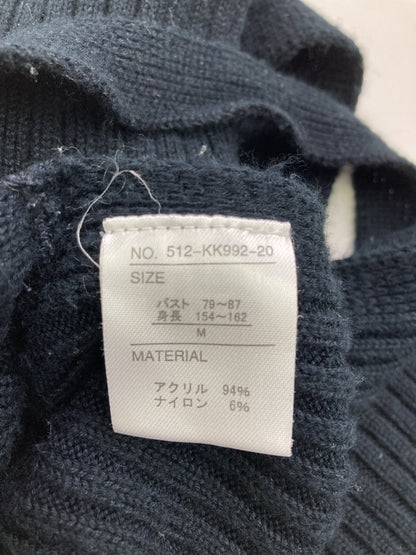 NO. 512-KK992-20
SIZE
バスト 79〜87
身長 154〜162
M
MATERIAL
アクリル 94%
ナイロン 6%